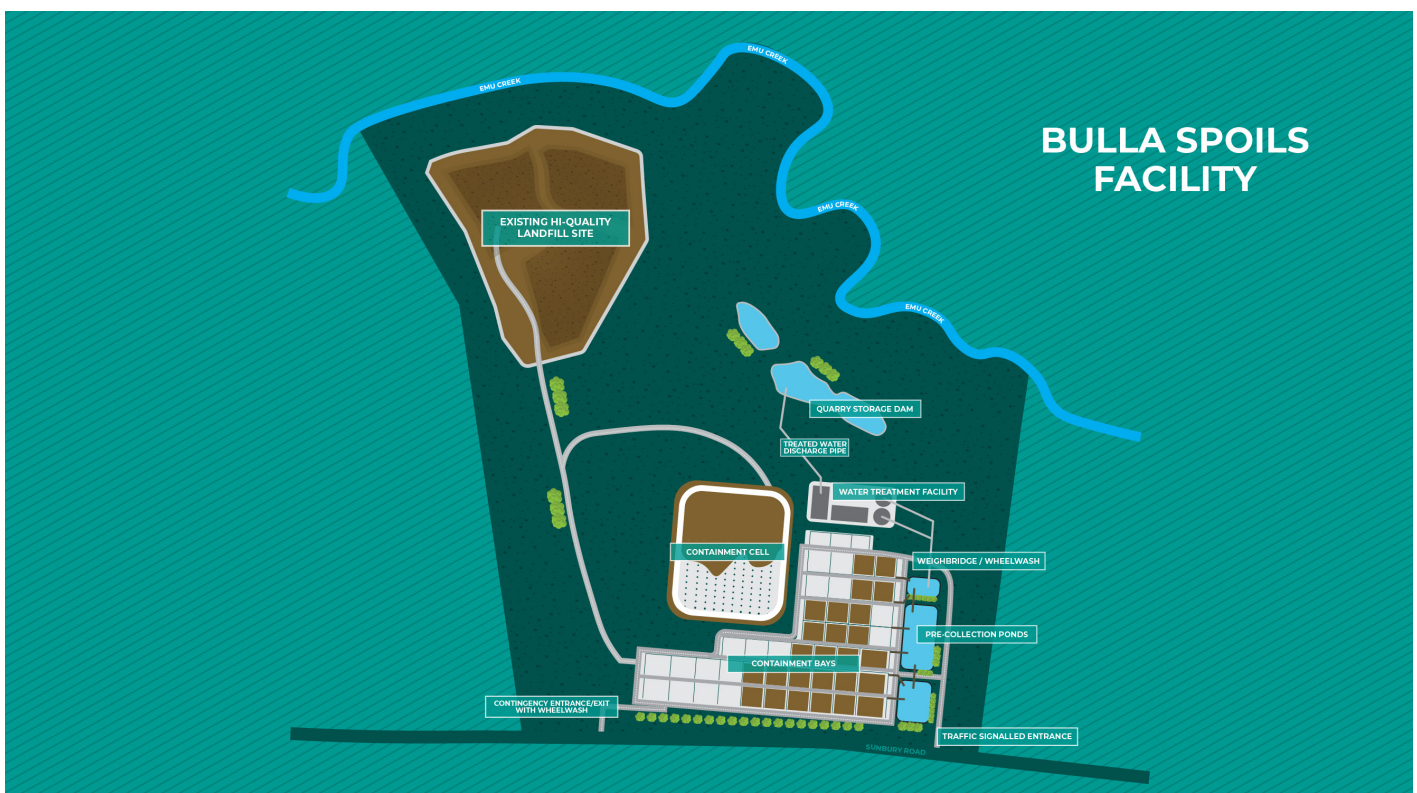 EMU CREEK
EMU CREEK
BULLA SPOILS
FACILITY
EMU CREEK
EXISTING HI-QUALITY
LANDFILL SITE
EMU CREEK
QUARRY STORAGE DAM
TREATED WATER
DISCHARGE PIPE
WATER TREATMENT FACILITY
CONTAINMENT CELL
WEIGHBRIDGE / WHEELWASH
PRE-COLLECTION PONDS
CONTAINMENT BAYS
CONTINGENCY ENTRANCE/EXIT
WITH WHEELWASH
TRAFFIC SIGNALLED ENTRANCE
SUNBURY ROAD